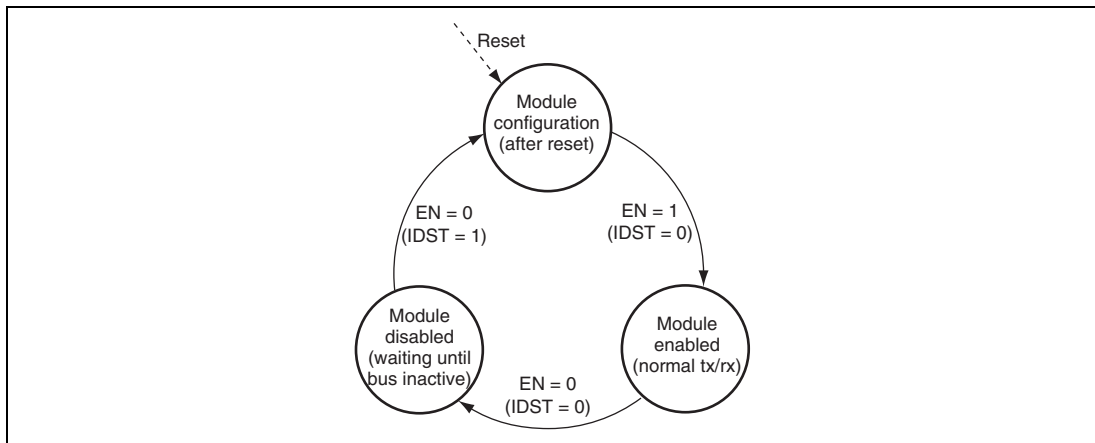 Reset
Module
configuration
(after reset)
EN = 0
(IDST = 1)
EN = 1
(IDST = 0)
Module
disabled
(waiting until
bus inactive)
Module
enabled
(normal tx/rx)
EN = 0
(IDST = 0)